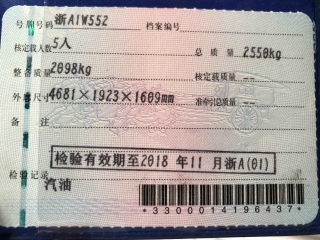 号牌号码 浙A1W552 档案编号
核定载人数 5人 总质量 2550kg
整备质量 2098kg 核定载质量 --
外廓尺寸 4681×1923×1609mm 准牵引总质量 --
备注
检验有效期至2018年11月浙A(01)
检验记录
汽油
*3300014196437*